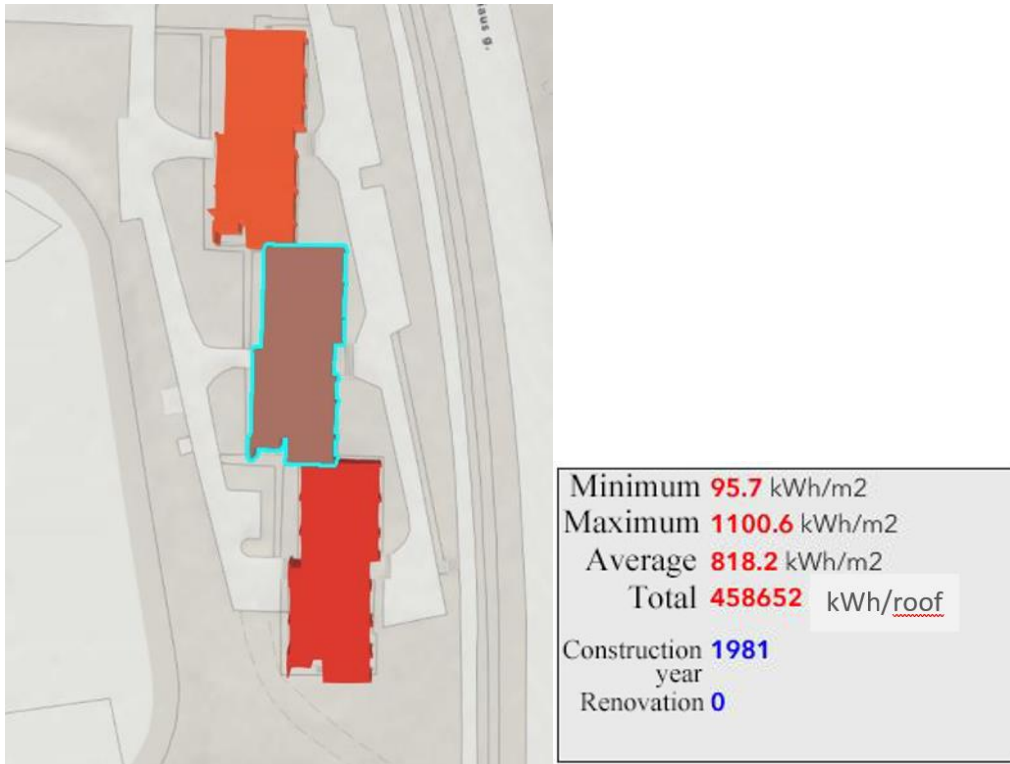 aus g.
Minimum 95.7 kWh/m2
Maximum 1100.6 kWh/m2
Average 818.2 kWh/m2
Total 458652 kWh/roof
Construction 1981
year
Renovation 0